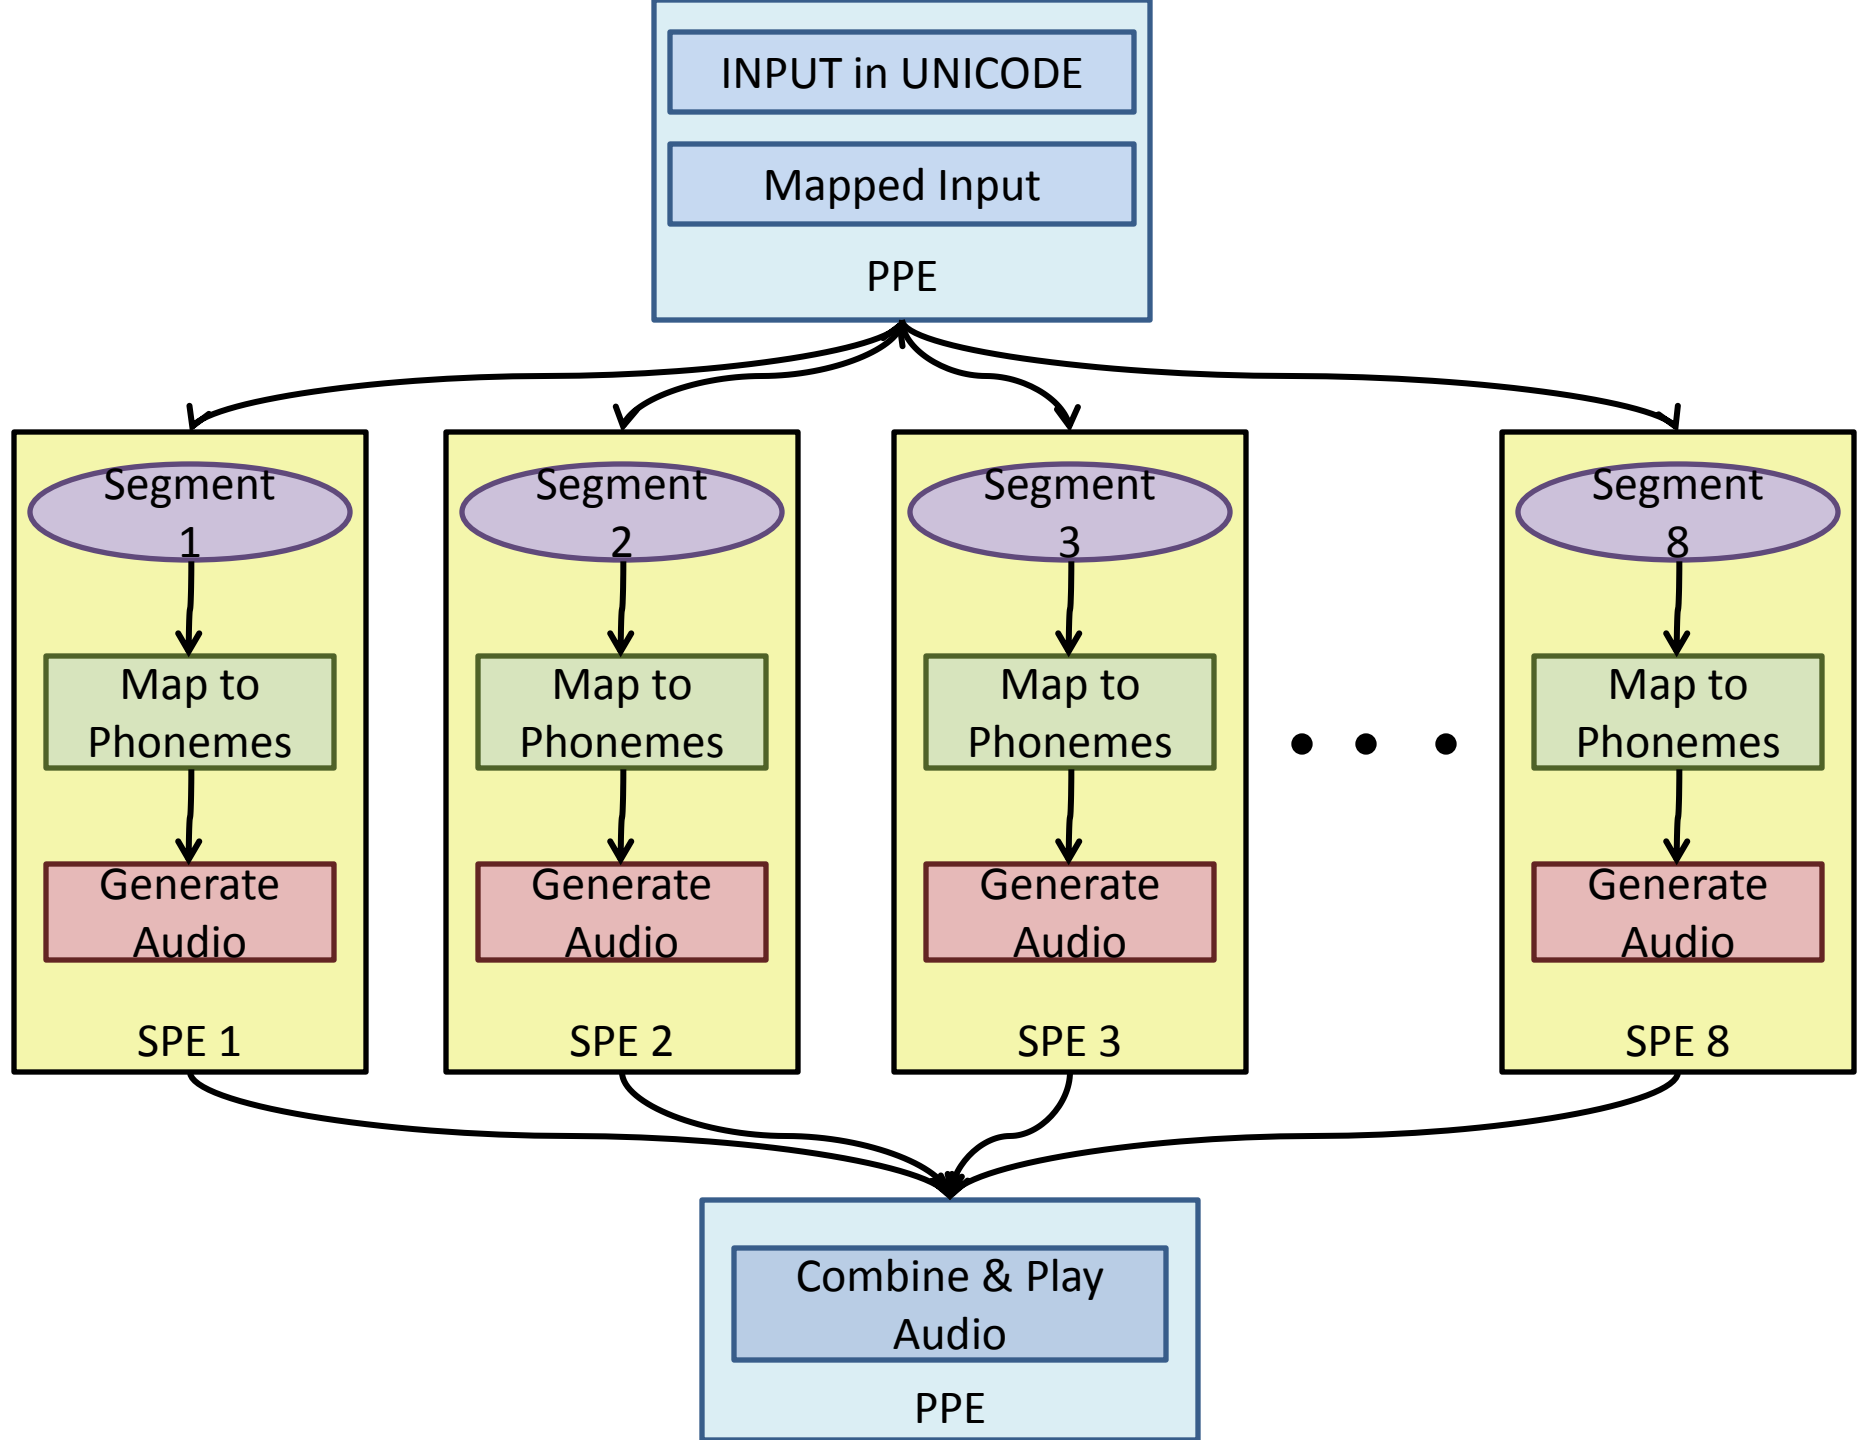 INPUT in UNICODE
Mapped Input
PPE
Segment
1
Map to
Phonemes
Generate
Audio
SPE 1
Segment
2
Map to
Phonemes
Generate
Audio
SPE 2
Segment
3
Map to
Phonemes
Generate
Audio
SPE 3
Segment
8
Map to
Phonemes
Generate
Audio
SPE 8
Combine & Play
Audio
PPE